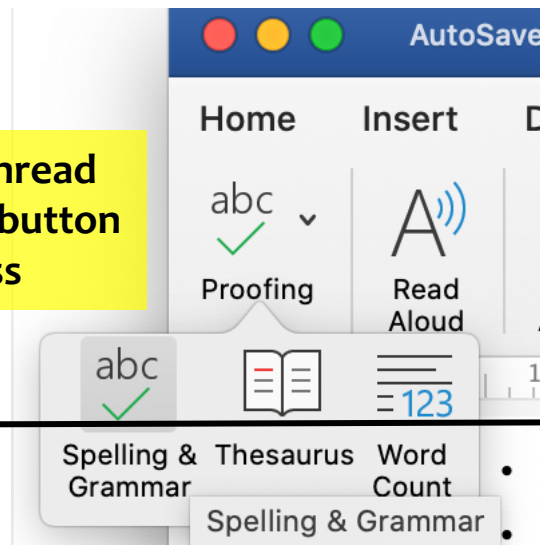 AutoSave
Home Insert D
nread
button
ss
abc
Proofing
Read
Aloud
abc
123
Spelling &
Grammar
Thesaurus
Word
Count
1
Spelling & Grammar